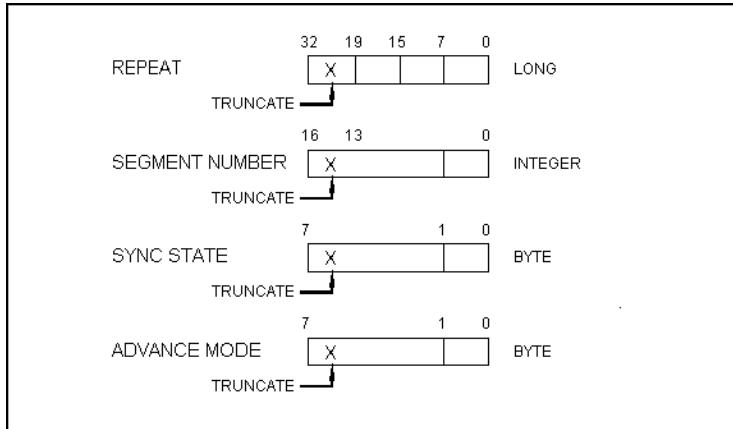 32 19 15 7 0
REPEAT X LONG
TRUNCATE
16 13 0
SEGMENT NUMBER X INTEGER
TRUNCATE
7 1 0
SYNC STATE X BYTE
TRUNCATE
7 1 0
ADVANCE MODE X BYTE
TRUNCATE